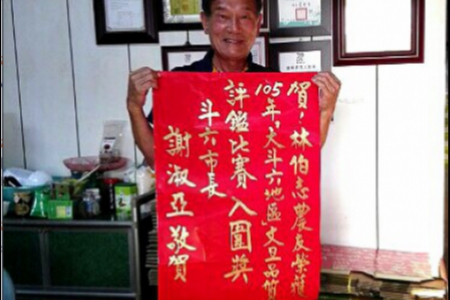 賀！林伯志農友榮獲
105年，大斗六地區文旦品質
評鑑比賽入圍獎
斗六市長
謝淑亞敬賀